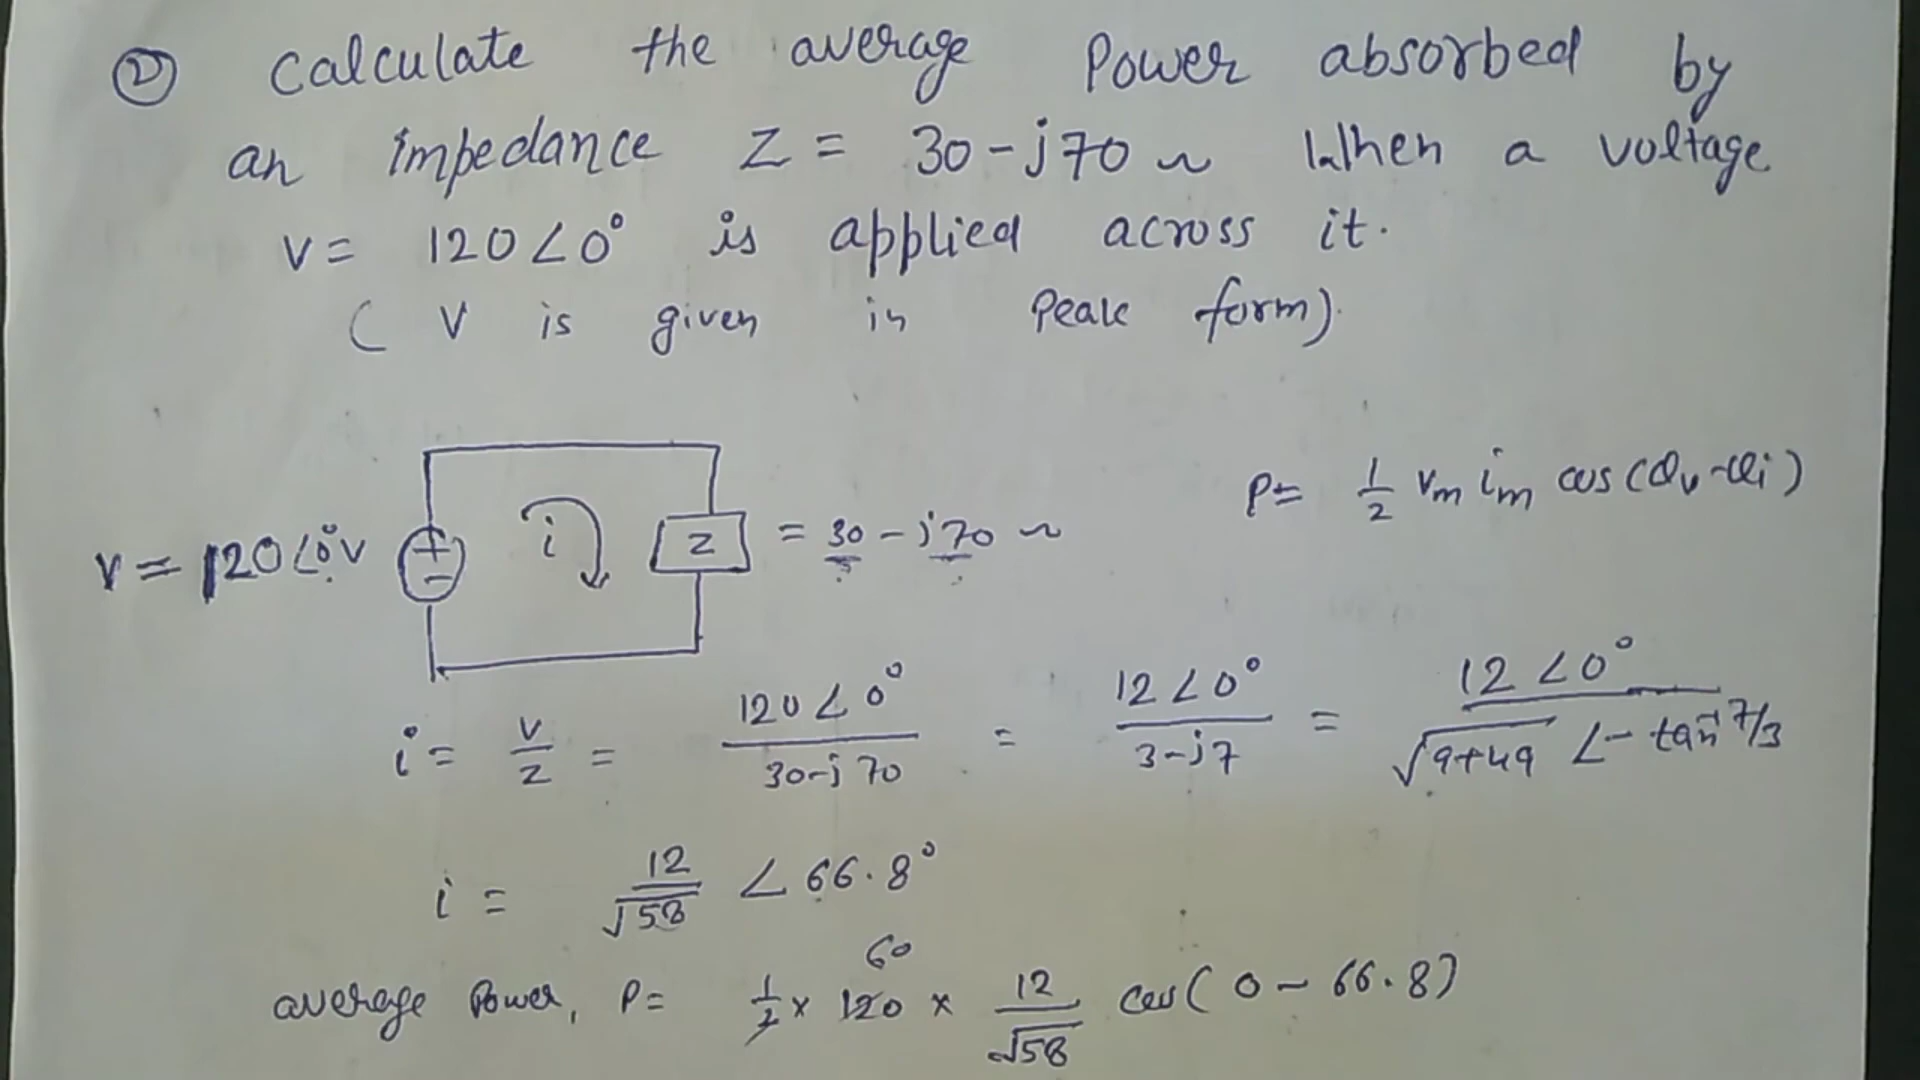 ② Calculate the average Power absorbed by
an impedance Z = 30-j70 ~ When a voltage
V = 120∠0° is applied across it.
( V is given in Peak form).
P = 1/2 Vm im cos(θv-θi)
V = 120∠0° V
+
-
i
Z = 30-j70 ~
i = V/Z = 120∠0°/30-j70 = 12∠0°/3-j7 = 12∠0°/√9+49 ∠-tan⁻¹7/3
i = 12/√58 ∠66.8°
60
average Power, P = 1/2 x 120 x 12/√58 cos(0-66.8)